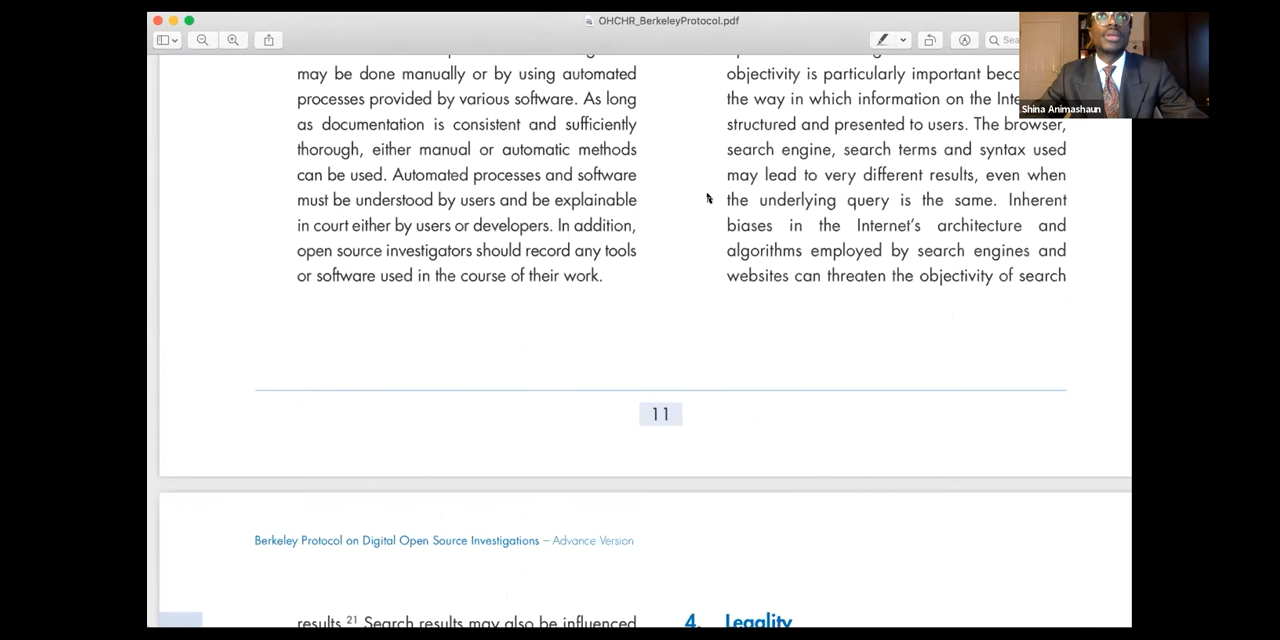 OHCHR_BerkeleyProtocol.pdf
Sea
Shina Animashaun
may be done manually or by using automated
processes provided by various software. As long
as documentation is consistent and sufficiently
thorough, either manual or automatic methods
can be used. Automated processes and software
must be understood by users and be explainable
in court either by users or developers. In addition,
open source investigators should record any tools
or software used in the course of their work.
objectivity is particularly important beca
the way in which information on the Inte
structured and presented to users. The browser,
search engine, search terms and syntax used
may lead to very different results, even when
the underlying query is the same. Inherent
biases in the Internet's architecture and
algorithms employed by search engines and
websites can threaten the objectivity of search
11
Berkeley Protocol on Digital Open Source Investigations – Advance Version
results.21 Search results may also be influenced
4. Legality